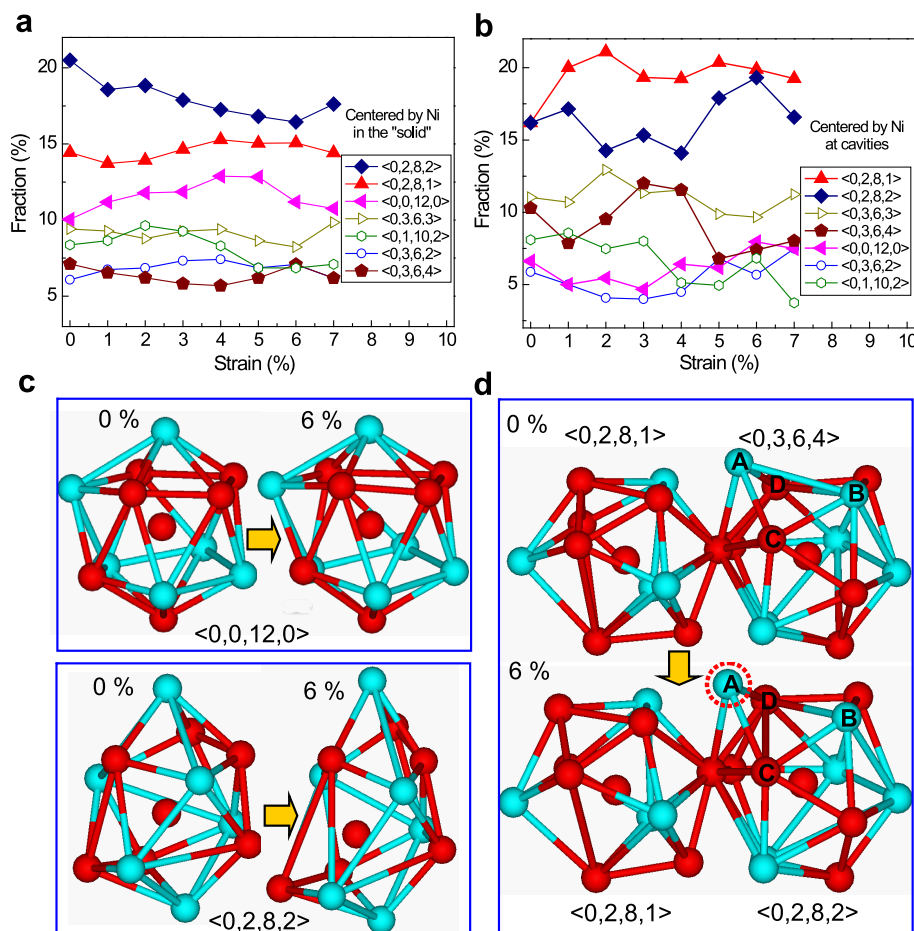 a
20
15
10
5
Fraction (%)
0 1 2 3 4 5 6 7 8 9 10
Strain (%)
Centered by Ni
in the "solid"
<0,2,8,2>
<0,2,8,1>
<0,0,12,0>
<0,3,6,3>
<0,1,10,2>
<0,3,6,2>
<0,3,6,4>
b
20
15
10
5
Fraction (%)
0 1 2 3 4 5 6 7 8 9 10
Strain (%)
Centered by Ni
at cavities
<0,2,8,1>
<0,2,8,2>
<0,3,6,3>
<0,3,6,4>
<0,0,12,0>
<0,3,6,2>
<0,1,10,2>
c
0 % 6 %
<0,0,12,0>
0 % 6 %
<0,2,8,2>
d
0 %
<0,2,8,1> <0,3,6,4>
A
D
B
C
6 %
A
D
B
C
<0,2,8,1> <0,2,8,2>